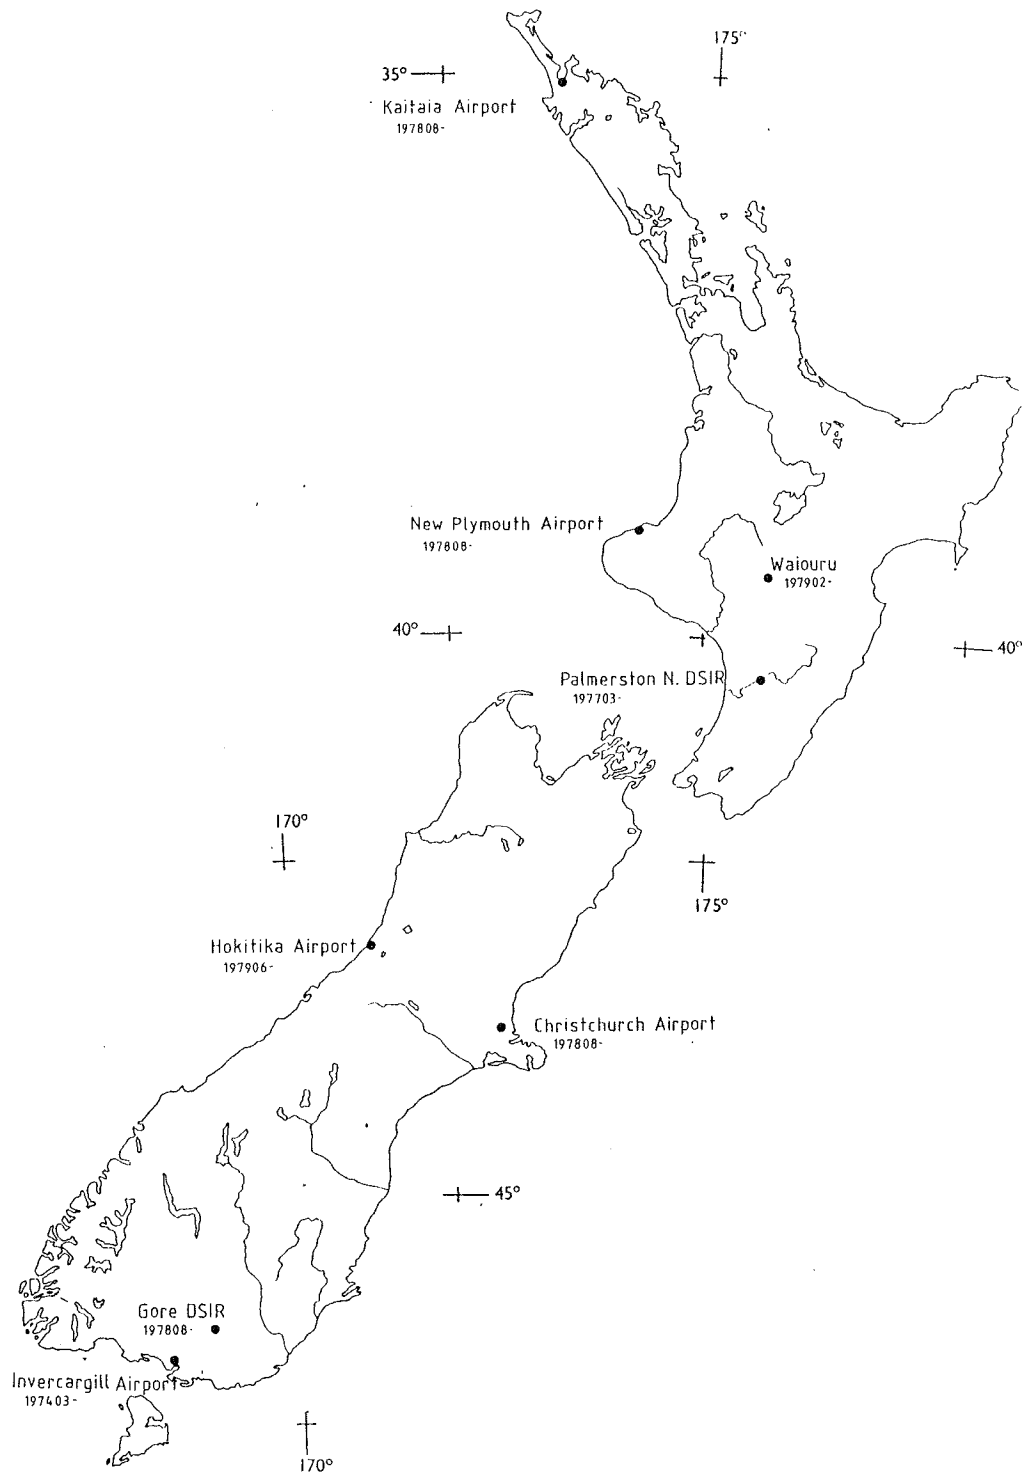 175°
35°
Kaitaia Airport
197808-
New Plymouth Airport
197808-
Waiouru
197902-
40°
40°
Palmerston N. DSIR
197703-
170°
175°
Hokitika Airport
197906-
Christchurch Airport
197808-
45°
Gore DSIR
197808-
Invercargill Airport
197403-
170°